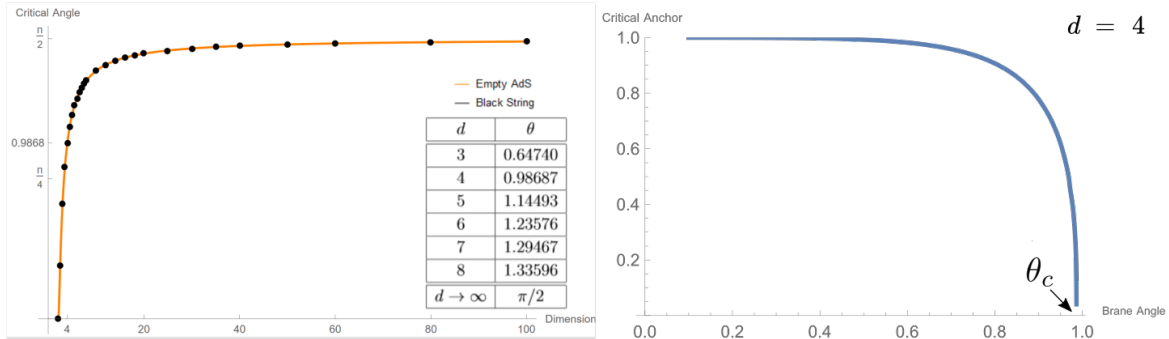 Critical Angle
π
2
0.9868
π
4
Empty AdS
Black String
d θ
3 0.64740
4 0.98687
5 1.14493
6 1.23576
7 1.29467
8 1.33596
d → ∞ π/2
Dimension
4 20 40 60 80 100
Critical Anchor
d = 4
1.0
0.8
0.6
0.4
0.2
θc
Brane Angle
0.0 0.2 0.4 0.6 0.8 1.0